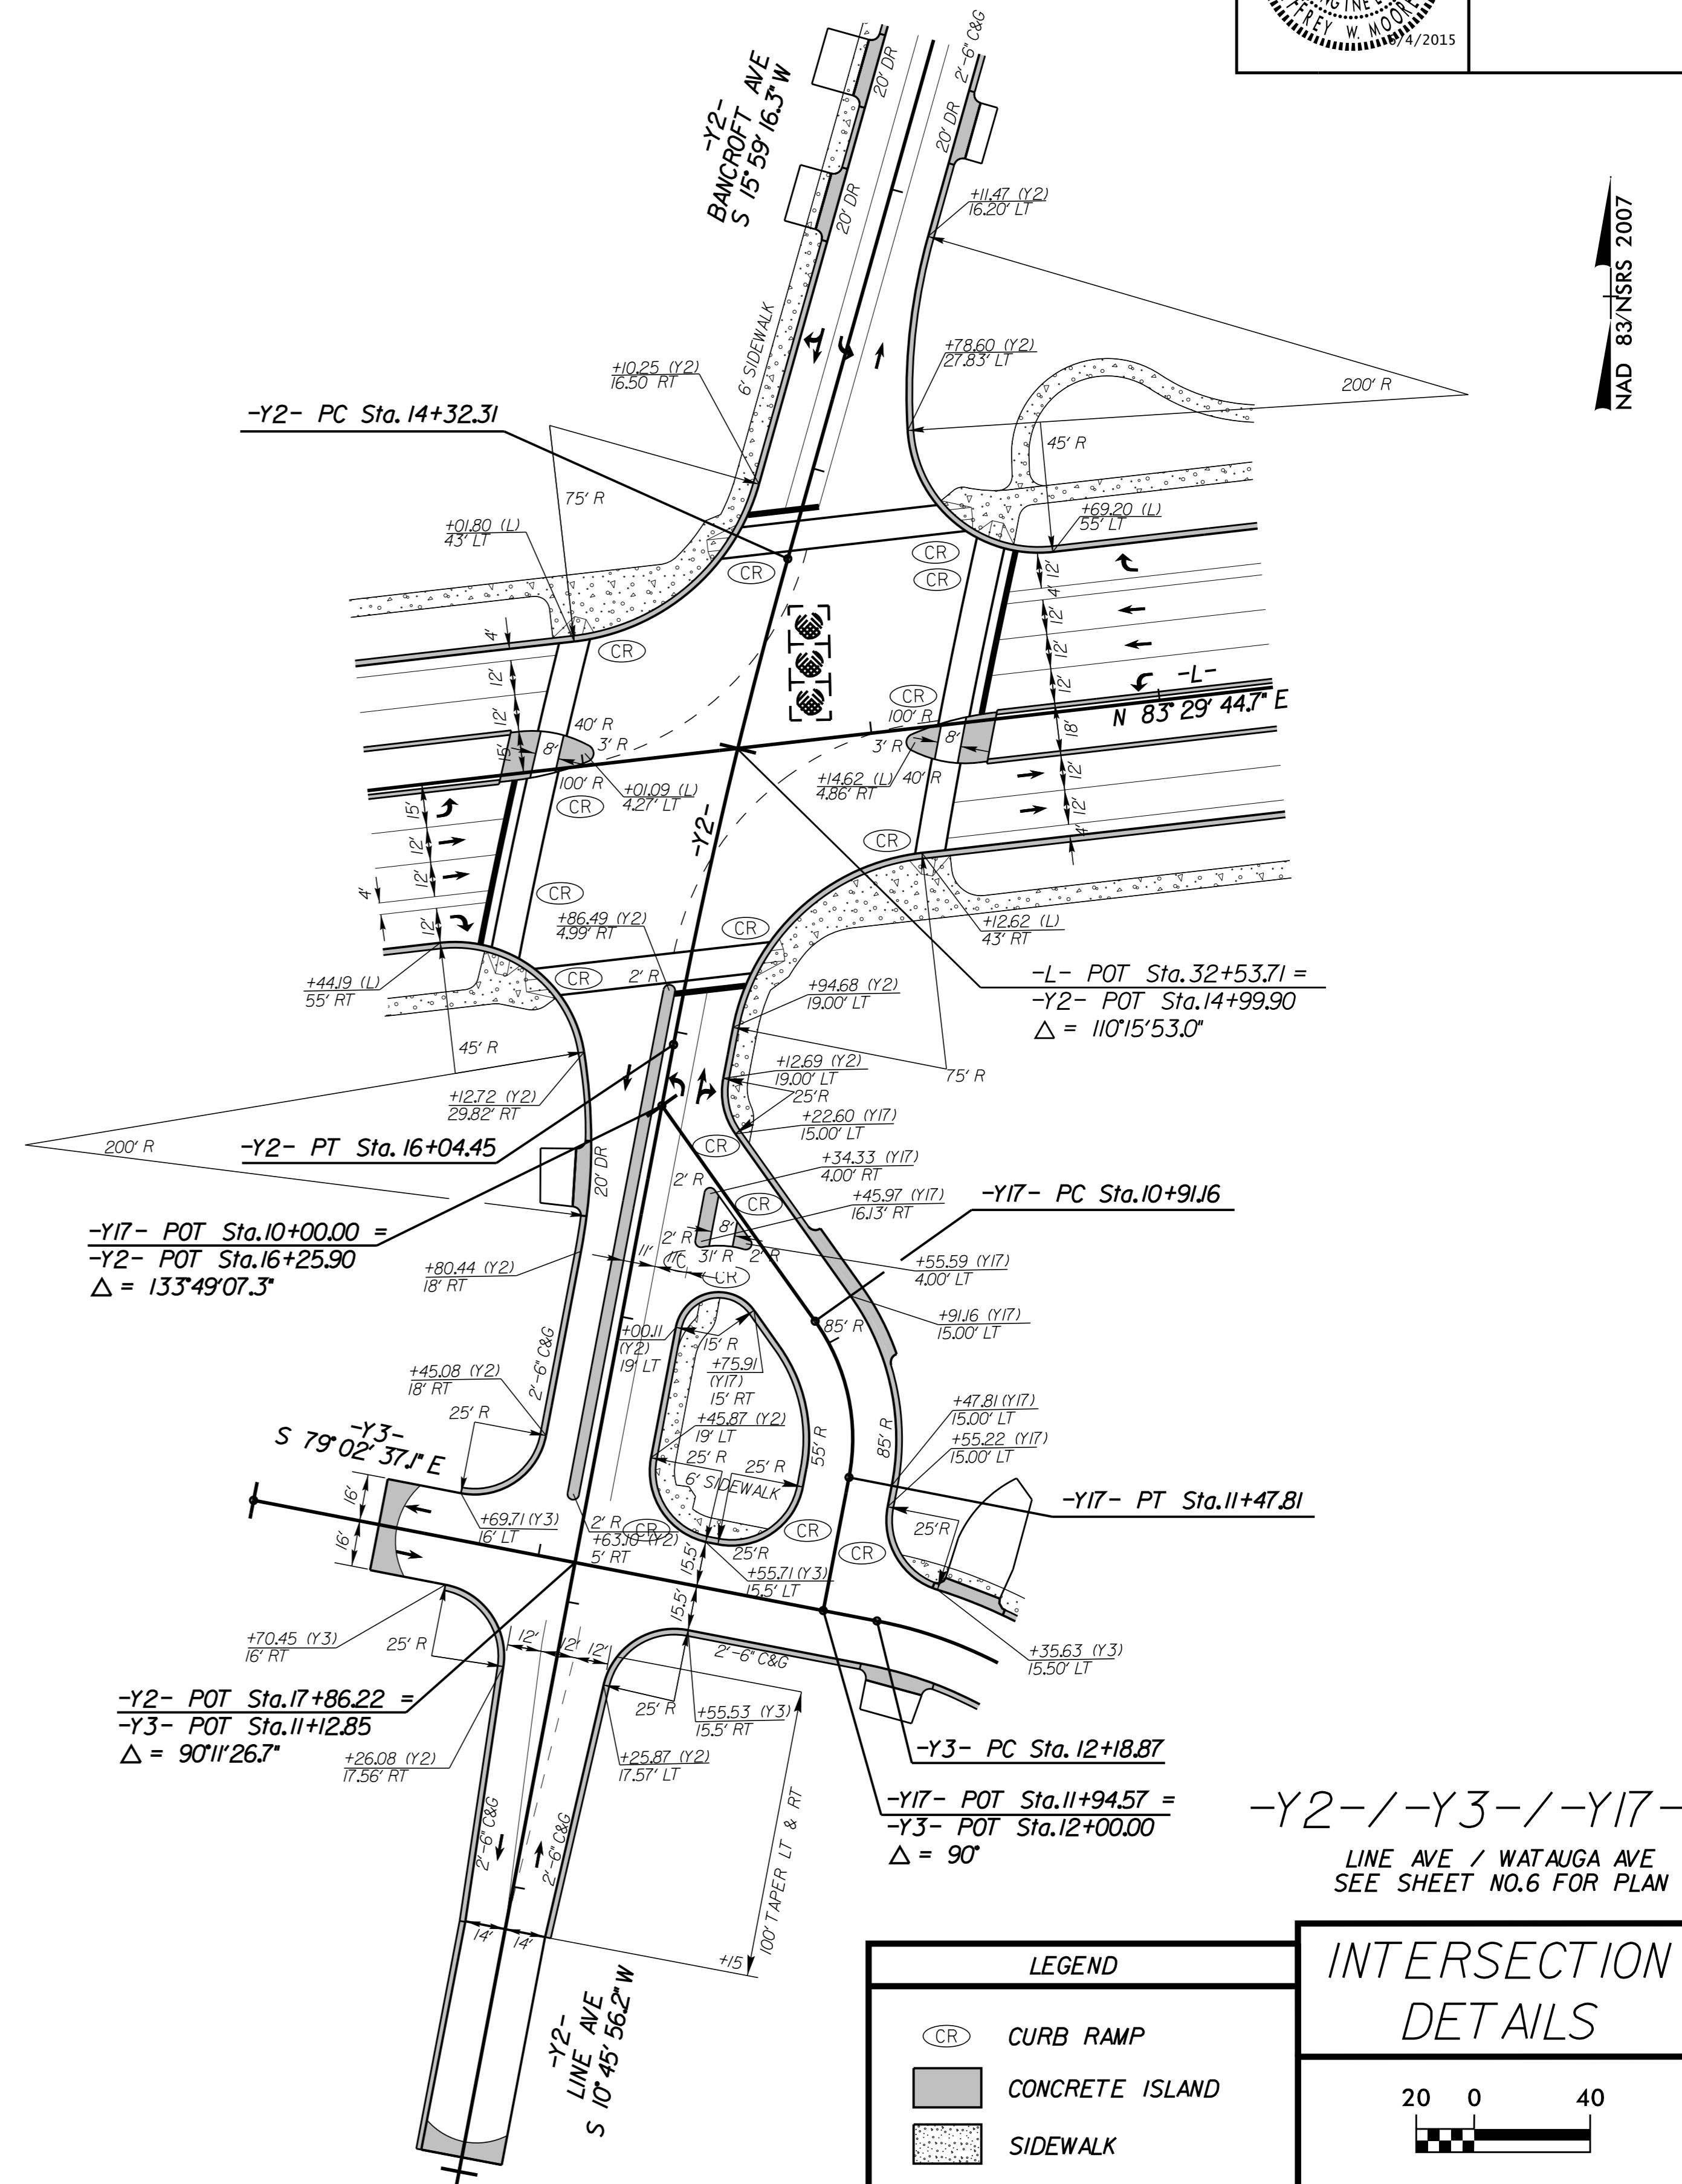 ENGINEER
JEFFREY W. MOORE
8/4/2015
NAD 83/NSRS 2007
-Y2-
BANCROFT AVE
S 15° 59' 16.3" W
20' DR
2'-6" C&G
20' DR
20' DR
+11.47 (Y2)
16.20' LT
6' SIDEWALK
+78.60 (Y2)
27.83' LT
200' R
+10.25 (Y2)
16.50 RT
-Y2- PC Sta. 14+32.31
75' R
45' R
+01.80 (L)
43' LT
+69.20 (L)
55' LT
CR
CR
CR
CR
4'
12'
12'
15'
12'
4'
12'
12'
12'
18'
12'
12'
4'
-L-
N 83° 29' 44.7" E
40' R
8'
3' R
100' R
+01.09 (L)
4.27' LT
CR
CR
100' R
3' R
8'
+14.62 (L)
4.86' RT
40' R
CR
-Y2-
15'
12'
12'
4'
12'
CR
+86.49 (Y2)
4.99' RT
CR
CR
2' R
+12.62 (L)
43' RT
+44.19 (L)
55' RT
-L- POT Sta. 32+53.71 =
-Y2- POT Sta. 14+99.90
△ = 110°15'53.0"
+94.68 (Y2)
19.00' LT
45' R
75' R
+12.72 (Y2)
29.82' RT
+12.69 (Y2)
19.00' LT
25'R
+22.60 (Y17)
15.00' LT
200' R
-Y2- PT Sta. 16+04.45
20' DR
CR
+34.33 (Y17)
4.00' RT
2' R
CR
+45.97 (Y17)
16.13' RT
-Y17- PC Sta. 10+91.16
8'
2' R
31' R
2' R
11'
11'
CR
-Y17- POT Sta. 10+00.00 =
-Y2- POT Sta. 16+25.90
△ = 133°49'07.3"
+80.44 (Y2)
18' RT
+55.59 (Y17)
4.00' LT
+91.16 (Y17)
15.00' LT
85' R
+00.11
(Y2)
19' LT
15' R
+75.91
(Y17)
15' RT
2'-6" C&G
+45.08 (Y2)
18' RT
25' R
+45.87 (Y2)
19' LT
25' R
25' R
6' SIDEWALK
55' R
85' R
+47.81 (Y17)
15.00' LT
+55.22 (Y17)
15.00' LT
-Y3-
S 79° 02' 37.1" E
16'
16'
+69.71 (Y3)
16' LT
2' R
+63.10 (Y2)
5' RT
CR
CR
CR
25'R
25'R
-Y17- PT Sta. 11+47.81
15.5'
15.5'
+55.71 (Y3)
15.5' LT
+70.45 (Y3)
16' RT
25' R
12'
12'
12'
2'-6" C&G
+35.63 (Y3)
15.50' LT
25' R
+55.53 (Y3)
15.5' RT
-Y2- POT Sta. 17+86.22 =
-Y3- POT Sta. 11+12.85
△ = 90°11'26.7"
+26.08 (Y2)
17.56' RT
+25.87 (Y2)
17.57' LT
-Y3- PC Sta. 12+18.87
-Y17- POT Sta. 11+94.57 =
-Y3- POT Sta. 12+00.00
△ = 90°
2'-6" C&G
2'-6" C&G
100' TAPER LT & RT
+15
14'
14'
-Y2-
LINE AVE
S 10° 45' 56.2" W
-Y2-/-Y3-/-Y17-
LINE AVE / WATAUGA AVE
SEE SHEET NO.6 FOR PLAN
LEGEND
CR CURB RAMP
CONCRETE ISLAND
SIDEWALK
INTERSECTION
DETAILS
20 0 40